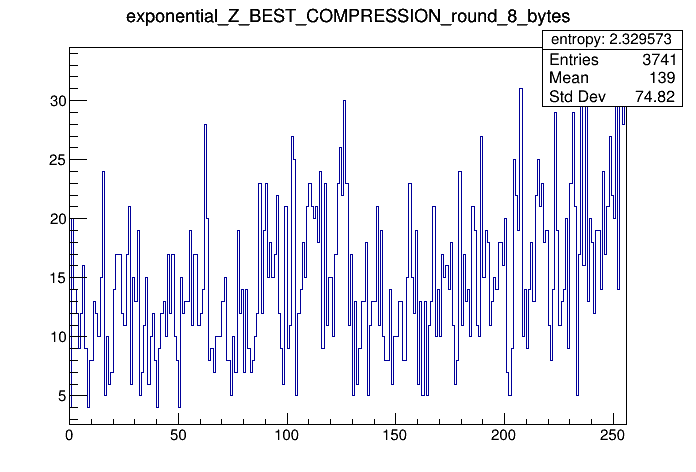 exponential_Z_BEST_COMPRESSION_round_8_bytes
entropy: 2.329573
Entries 3741
Mean 139
Std Dev 74.82
30
25
20
15
10
5
0 50 100 150 200 250